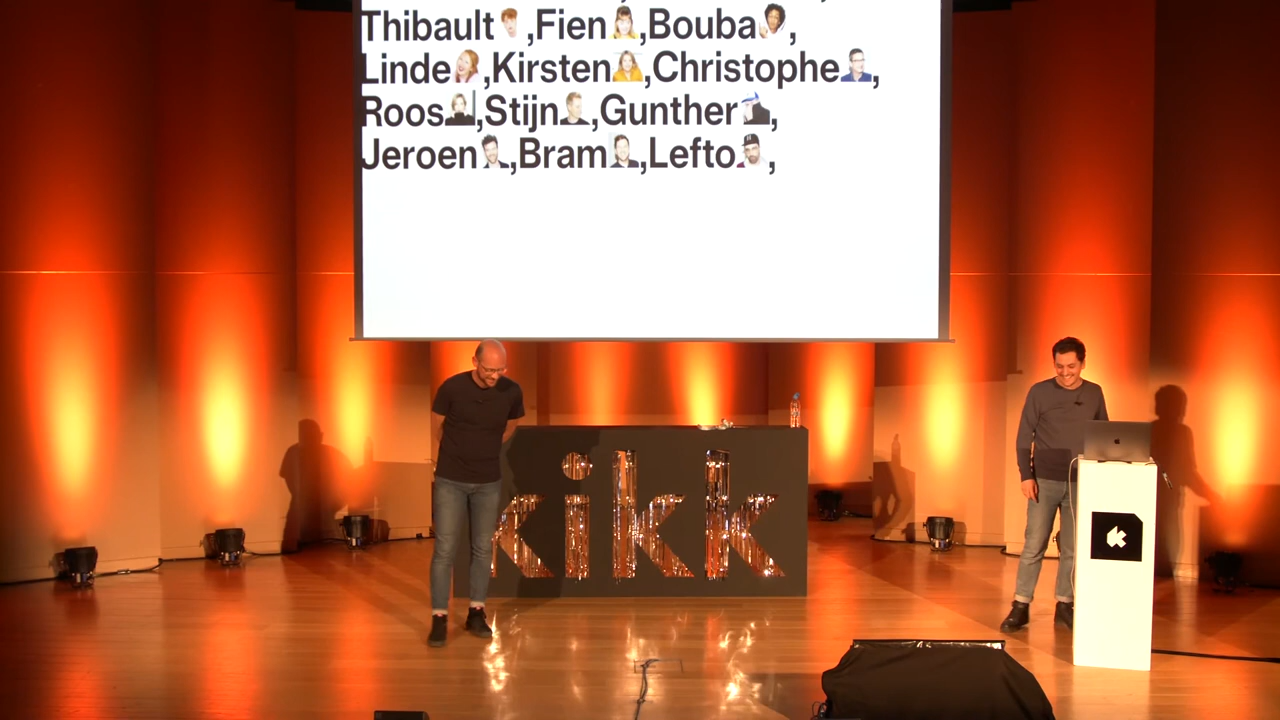 Thibault ,Fien ,Bouba ,
Linde ,Kirsten ,Christophe ,
Roos ,Stijn ,Gunther ,
Jeroen ,Bram ,Lefto ,
kikk